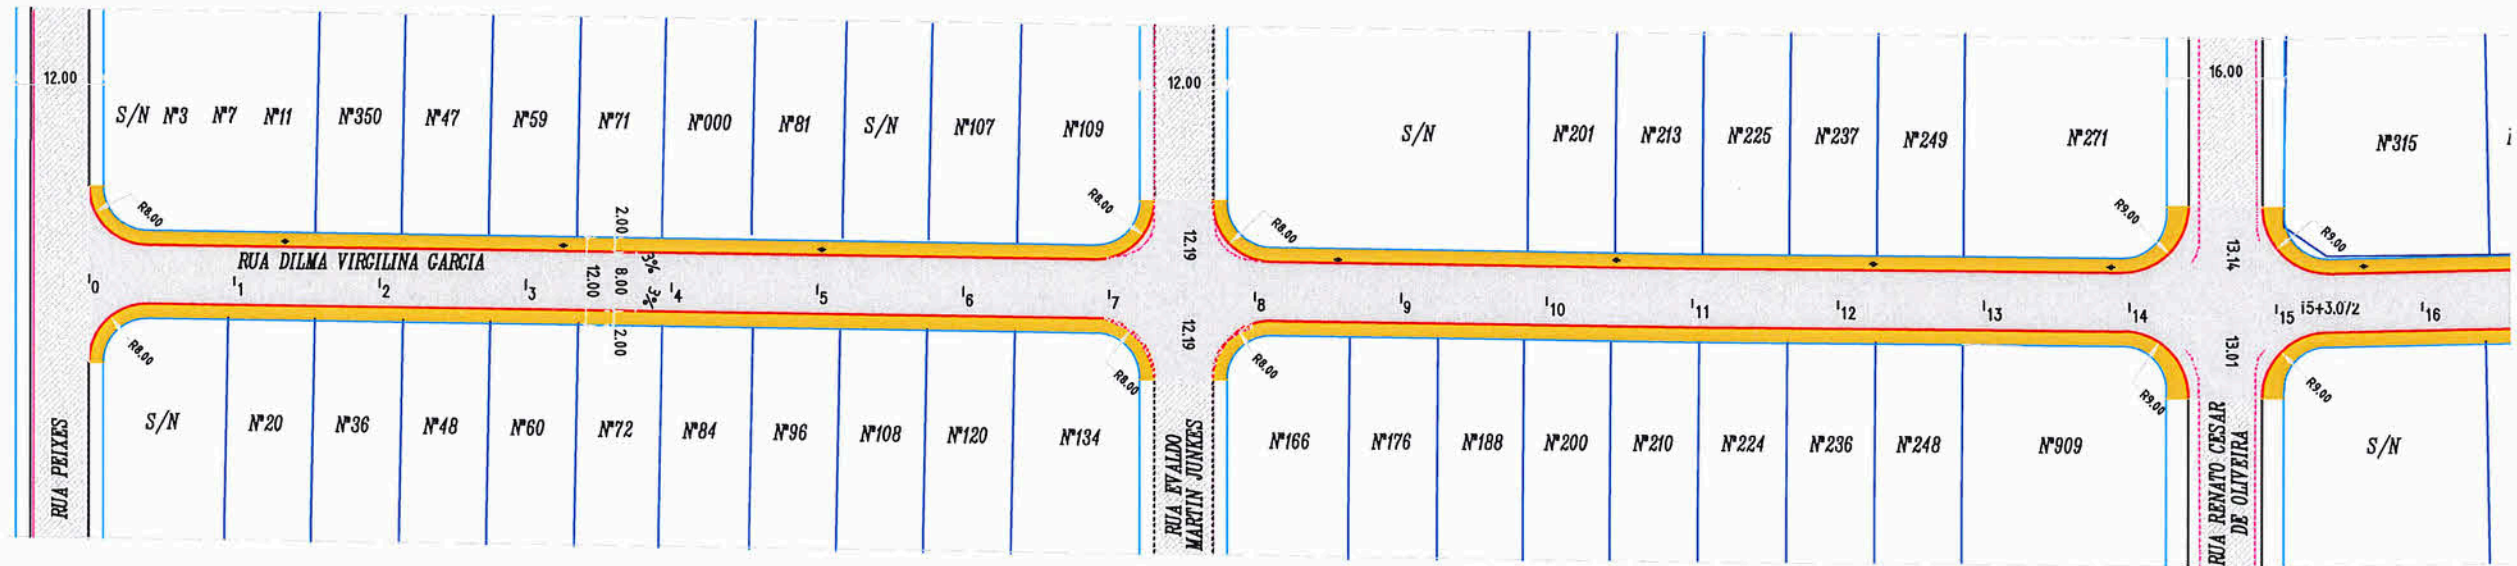 12.00
12.00
16.00
S/N Nº3 Nº7 Nº11 Nº350 Nº47 Nº59 Nº71 Nº000 Nº81 S/N Nº107 Nº109
S/N Nº201 Nº213 Nº225 Nº237 Nº249 Nº271
Nº315
R8.00
R8.00
R8.00
R9.00
R9.00
2.00
12.00
8.00
2.00
3%
3%
RUA DILMA VIRGILINA GARCIA
12.19
12.19
13.14
13.01
0 1 2 3 4 5 6 7 8 9 10 11 12 13 14 15 i5+3.0/2 16
R8.00
R8.00
R8.00
R9.00
R9.00
S/N Nº20 Nº36 Nº48 Nº60 Nº72 Nº84 Nº96 Nº108 Nº120 Nº134
Nº166 Nº176 Nº188 Nº200 Nº210 Nº224 Nº236 Nº248 Nº909
S/N
RUA PEIXES
RUA EVALDO
MARTIN JUNKES
RUA RENATO CESAR
DE OLIVEIRA